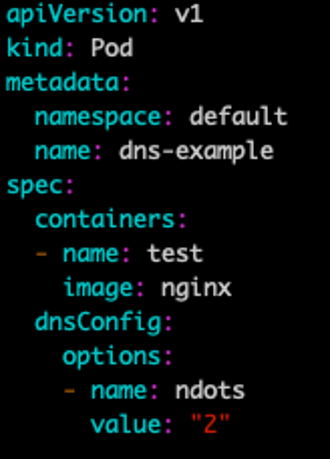 apiVersion: v1
kind: Pod
metadata:
  namespace: default
  name: dns-example
spec:
  containers:
  - name: test
    image: nginx
  dnsConfig:
    options:
    - name: ndots
      value: "2"